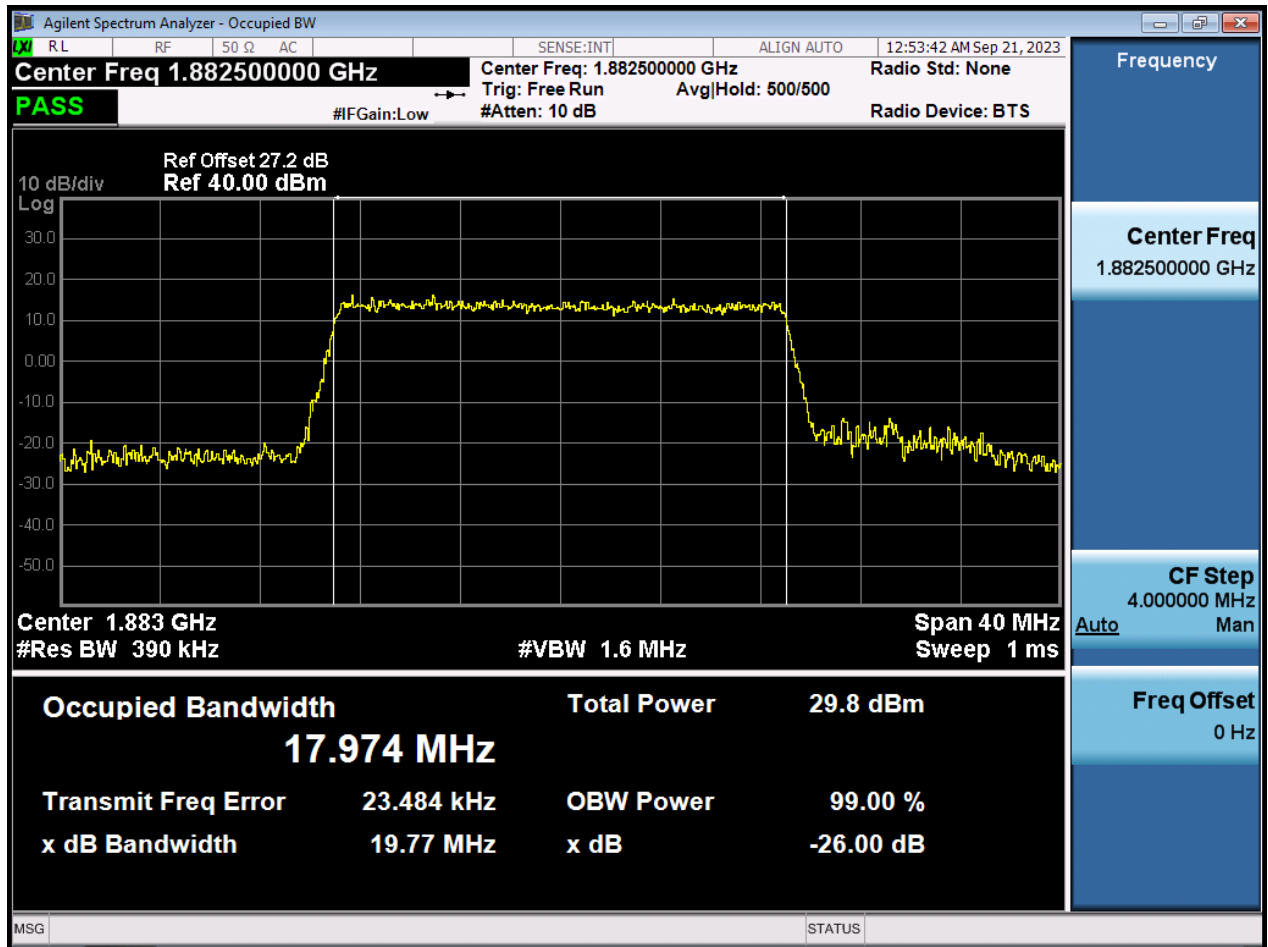 Agilent Spectrum Analyzer - Occupied BW
LXI RL RF 50 Ω AC SENSE:INT ALIGN AUTO 12:53:42 AM Sep 21, 2023
Center Freq 1.882500000 GHz
Center Freq: 1.882500000 GHz Radio Std: None
Trig: Free Run Avg|Hold: 500/500
PASS
#IFGain:Low #Atten: 10 dB Radio Device: BTS
Ref Offset 27.2 dB
10 dB/div Ref 40.00 dBm
Log
30.0
20.0
10.0
0.00
-10.0
-20.0
-30.0
-40.0
-50.0
Center 1.883 GHz Span 40 MHz
#Res BW 390 kHz #VBW 1.6 MHz Sweep 1 ms
Occupied Bandwidth Total Power 29.8 dBm
17.974 MHz
Transmit Freq Error 23.484 kHz OBW Power 99.00 %
x dB Bandwidth 19.77 MHz x dB -26.00 dB
MSG STATUS
Frequency
Center Freq
1.882500000 GHz
CF Step
4.000000 MHz
Auto Man
Freq Offset
0 Hz